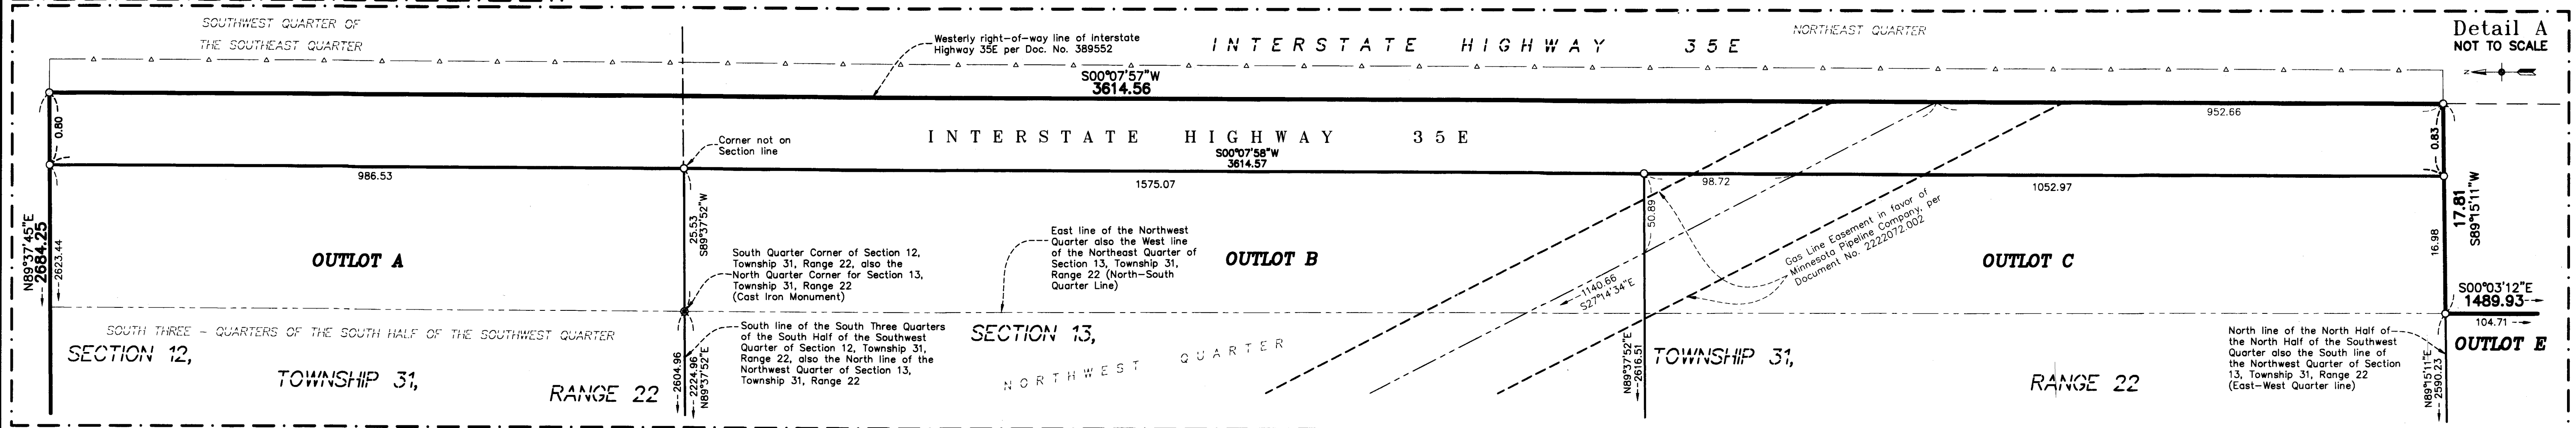 SOUTHWEST QUARTER OF
THE SOUTHEAST QUARTER
Westerly right-of-way line of Interstate
Highway 35E per Doc. No. 389552
INTERSTATE HIGHWAY 35E
NORTHEAST QUARTER
Detail A
NOT TO SCALE
Z
S00°07'57"W
3614.56
952.66
0.80
Corner not on
Section line
INTERSTATE HIGHWAY 35E
S00°07'58"W
3614.57
0.83
986.53
1575.07
98.72
1052.97
N89°37'45"E
2684.25
2623.44
25.53
S89°37'52"W
50.89
17.81
S89°15'11"W
16.98
OUTLOT A
South Quarter Corner of Section 12,
Township 31, Range 22, also the
North Quarter Corner for Section 13,
Township 31, Range 22
(Cast Iron Monument)
East line of the Northwest
Quarter also the West line
of the Northeast Quarter of
Section 13, Township 31,
Range 22 (North-South
Quarter Line)
OUTLOT B
1140.66
S27°14'34"E
Gas Line Easement in favor of
Minnesota Pipeline Company, per
Document No. 2222072.002
OUTLOT C
S00°03'12"E
1489.93
104.71
SOUTH THREE - QUARTERS OF THE SOUTH HALF OF THE SOUTHWEST QUARTER
SECTION 12,
TOWNSHIP 31,
RANGE 22
2604.96
2224.96
N89°37'52"E
South line of the South Three Quarters
of the South Half of the Southwest
Quarter of Section 12, Township 31,
Range 22, also the North line of the
Northwest Quarter of Section 13,
Township 31, Range 22
SECTION 13,
NORTHWEST QUARTER
N89°37'52"E
2616.51
TOWNSHIP 31,
RANGE 22
North line of the North Half of
the North Half of the Southwest
Quarter also the South line of
the Northwest Quarter of Section
13, Township 31, Range 22
(East-West Quarter line)
N89°15'11"E
2590.23
OUTLOT E